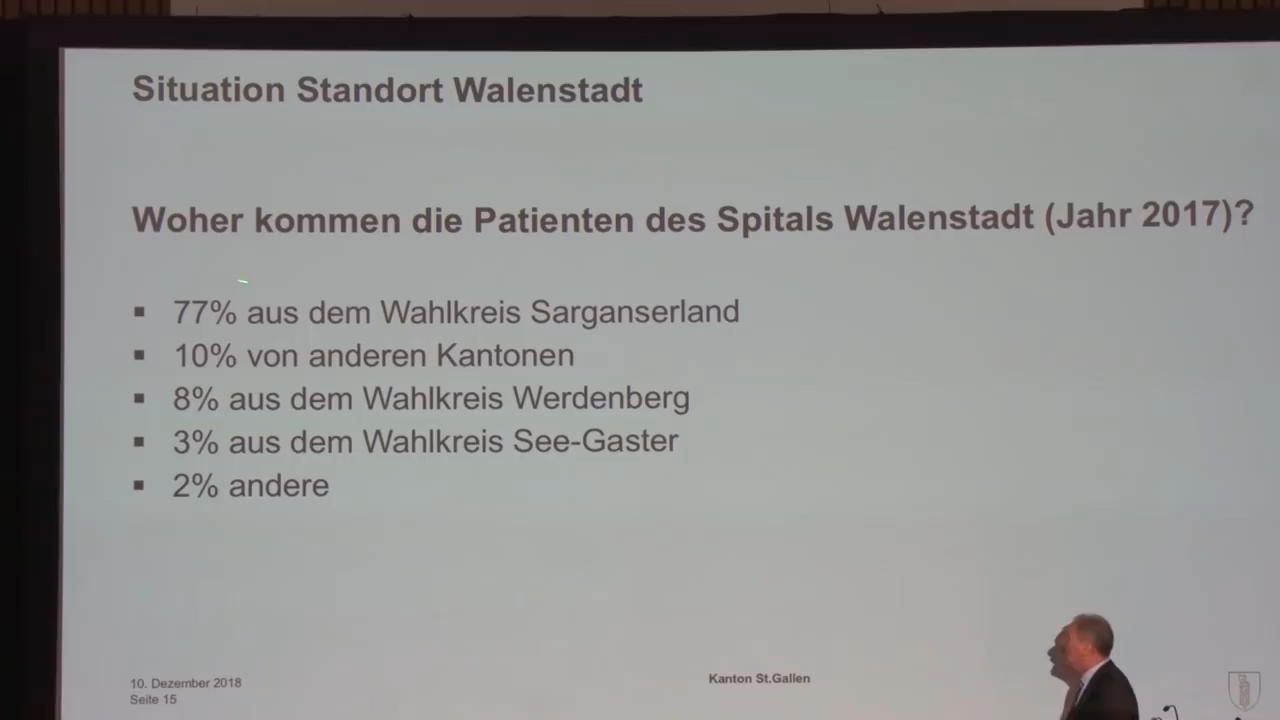 Situation Standort Walenstadt
Woher kommen die Patienten des Spitals Walenstadt (Jahr 2017)?
▪ 77% aus dem Wahlkreis Sarganserland
▪ 10% von anderen Kantonen
▪ 8% aus dem Wahlkreis Werdenberg
▪ 3% aus dem Wahlkreis See-Gaster
▪ 2% andere
10. Dezember 2018
Seite 15
Kanton St.Gallen